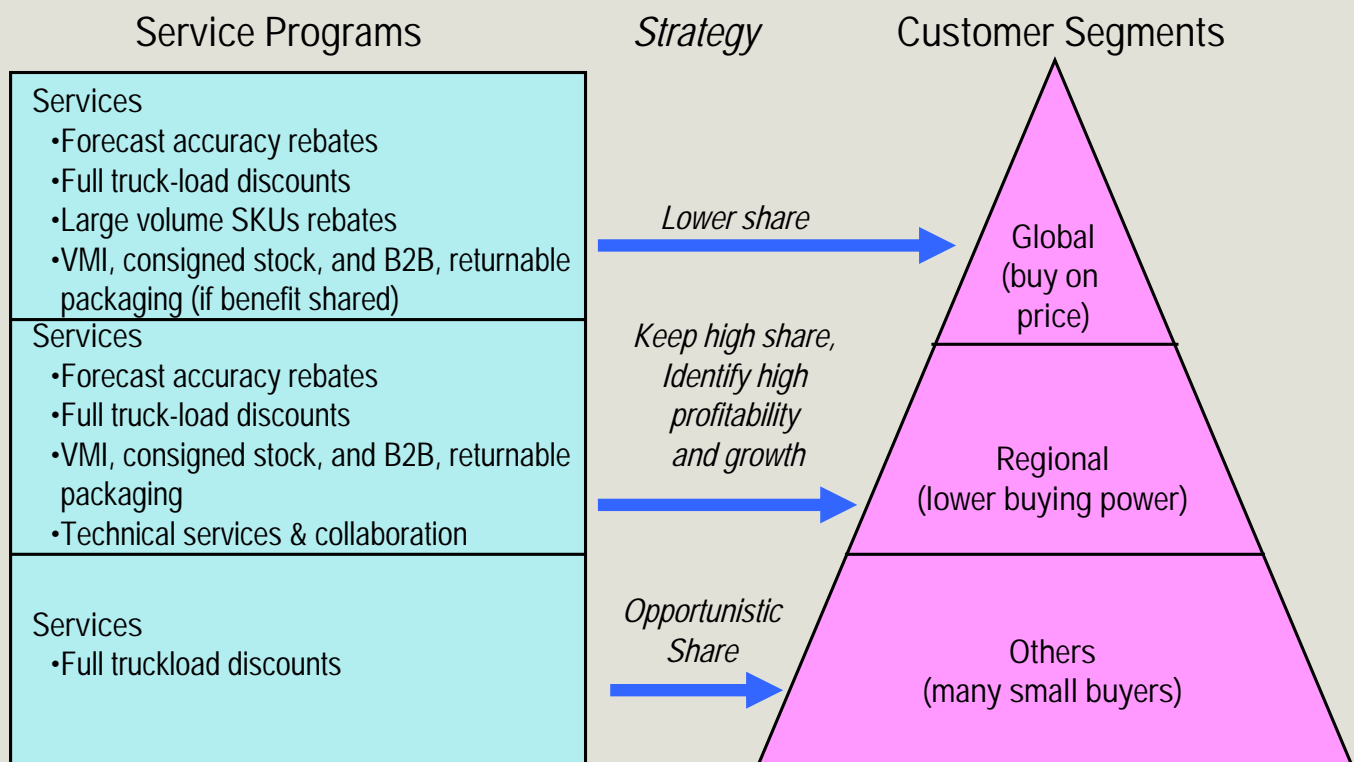 Service Programs
Strategy
Customer Segments
Services
•Forecast accuracy rebates
•Full truck-load discounts
•Large volume SKUs rebates
•VMI, consigned stock, and B2B, returnable
packaging (if benefit shared)
Lower share
Global
(buy on
price)
Services
•Forecast accuracy rebates
•Full truck-load discounts
•VMI, consigned stock, and B2B, returnable
packaging
•Technical services & collaboration
Keep high share,
Identify high
profitability
and growth
Regional
(lower buying power)
Services
•Full truckload discounts
Opportunistic
Share
Others
(many small buyers)